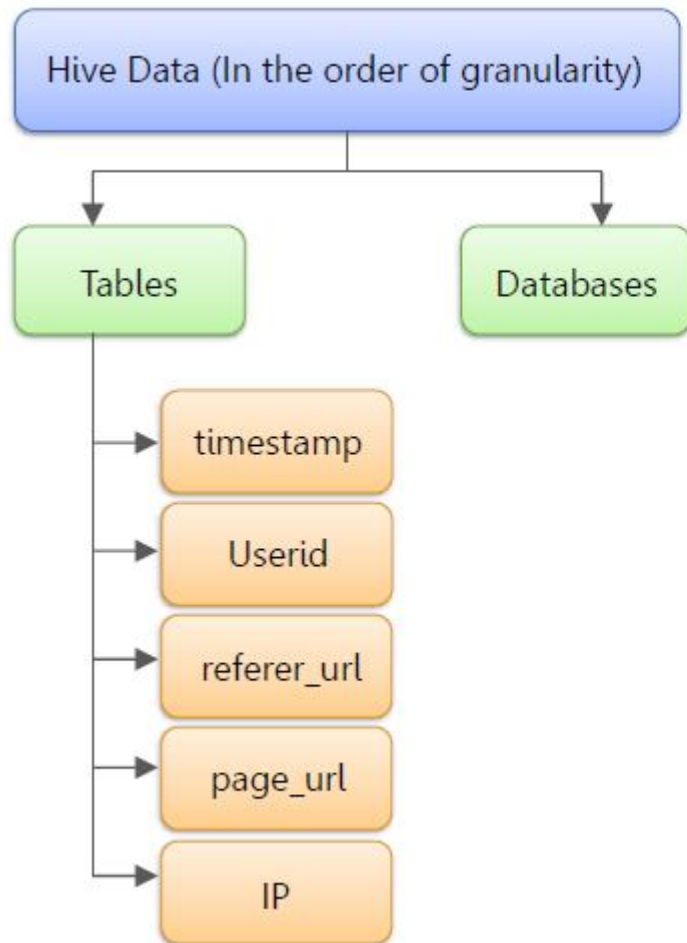 Hive Data (In the order of granularity)
Tables
Databases
timestamp
Userid
referer_url
page_url
IP